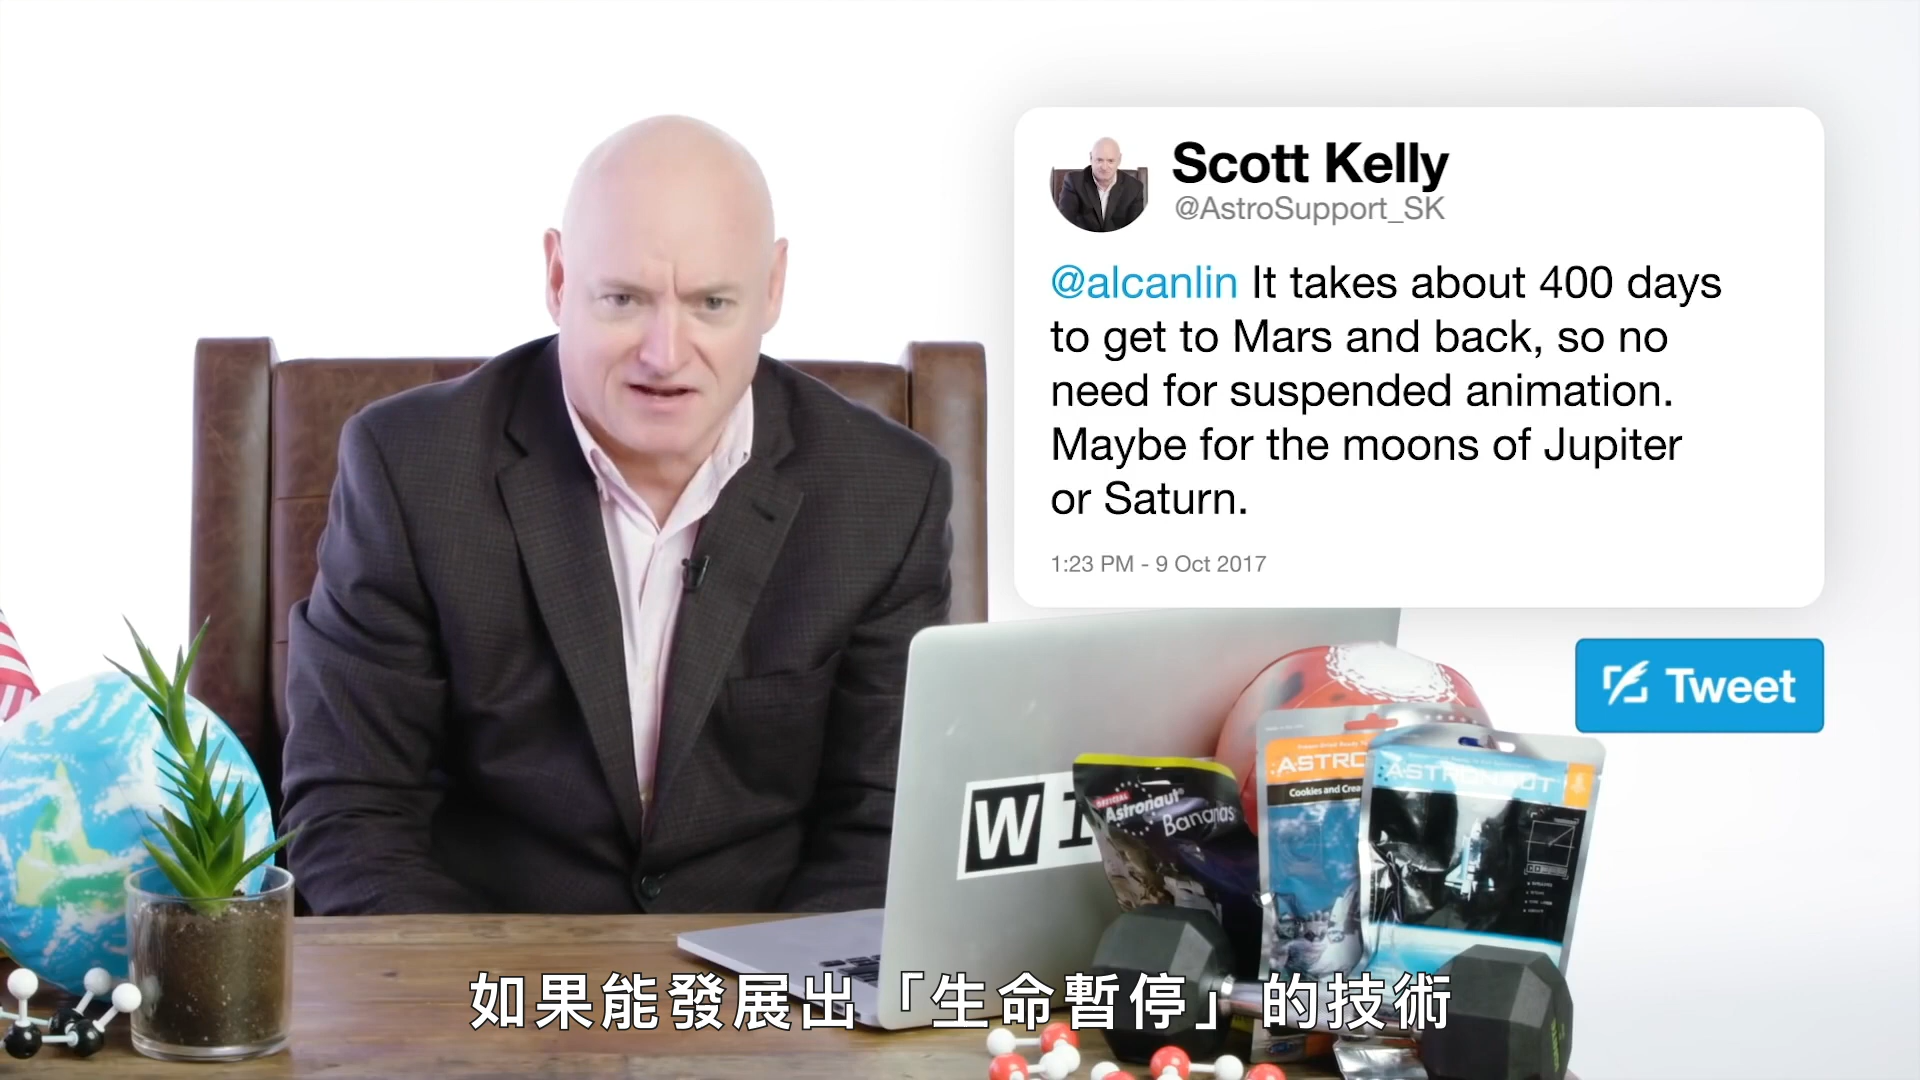 Scott Kelly
@AstroSupport_SK
@alcanlin It takes about 400 days
to get to Mars and back, so no
need for suspended animation.
Maybe for the moons of Jupiter
or Saturn.
1:23 PM - 9 Oct 2017
Tweet
W
OFFICIAL
Astronaut
Bananas
ASTRO
Cookies and Crea
ASTRONAUT
如果能發展出「生命暫停」的技術